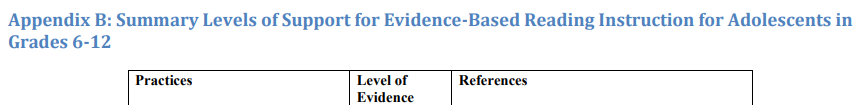 Appendix B: Summary Levels of Support for Evidence-Based Reading Instruction for Adolescents in
Grades 6-12
Practices Level of References
Evidence